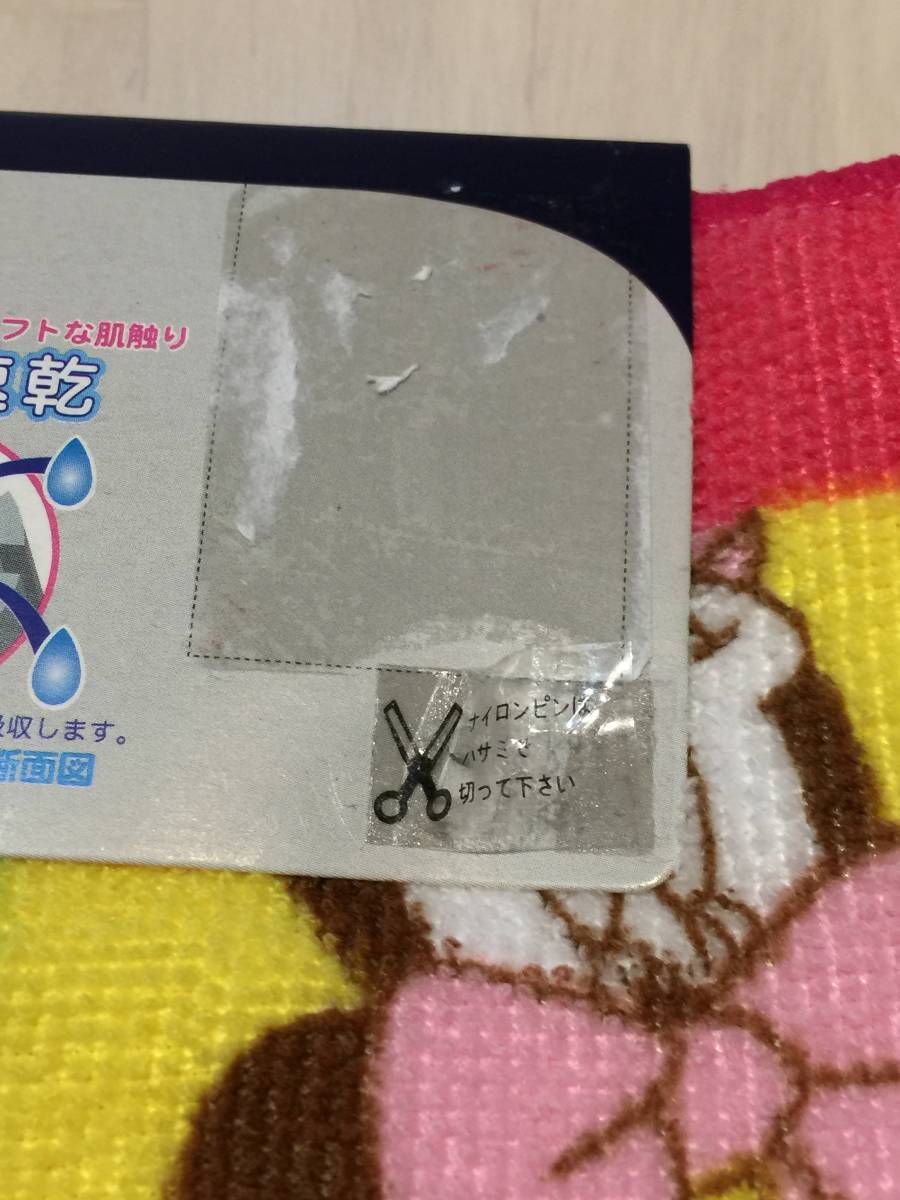 フトな肌触り
乾
収します。
断面図
ナイロンピンは
ハサミで
切って下さい